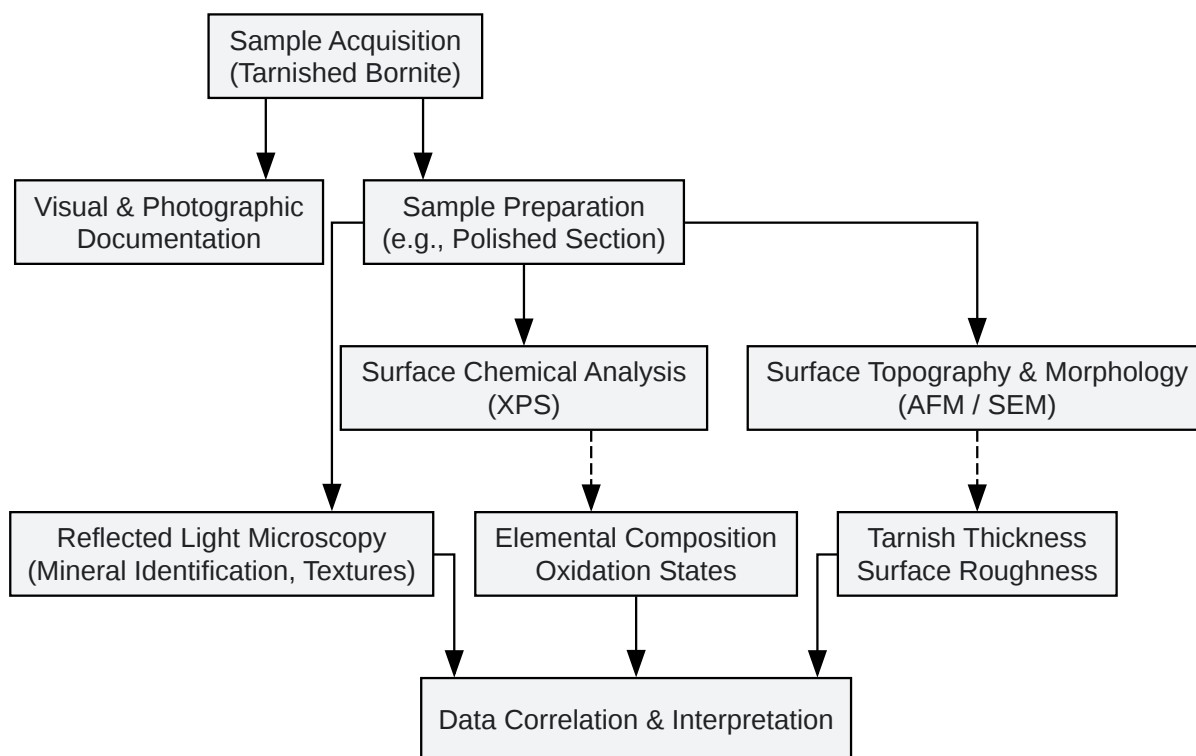 Sample Acquisition
(Tarnished Bornite)
Visual & Photographic
Documentation
Sample Preparation
(e.g., Polished Section)
Surface Chemical Analysis
(XPS)
Surface Topography & Morphology
(AFM / SEM)
Reflected Light Microscopy
(Mineral Identification, Textures)
Elemental Composition
Oxidation States
Tarnish Thickness
Surface Roughness
Data Correlation & Interpretation